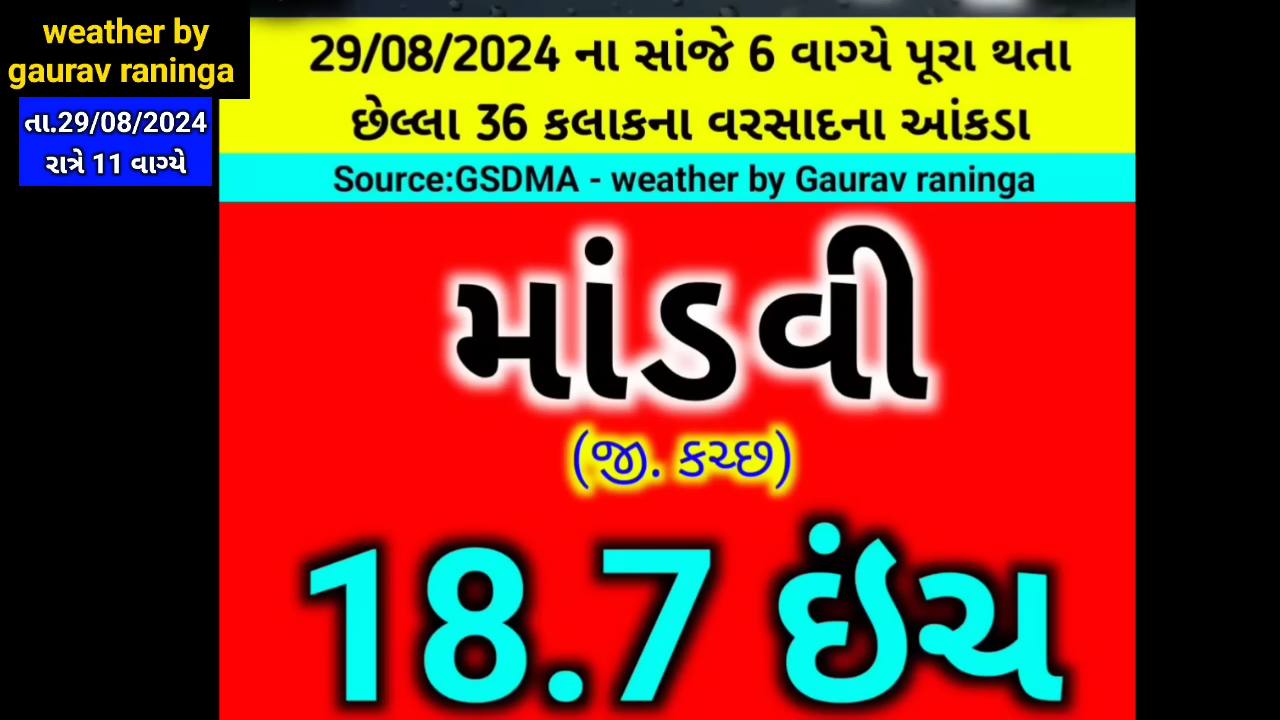 weather by
gaurav raninga
તા.29/08/2024
રાત્રે 11 વાગ્યે
29/08/2024 ના સાંજે 6 વાગ્યે પૂરા થતા
છેલ્લા 36 કલાકના વરસાદના આંકડા
Source:GSDMA - weather by Gaurav raninga
માંડવી
(જી. કચ્છ)
18.7 ઇંચ